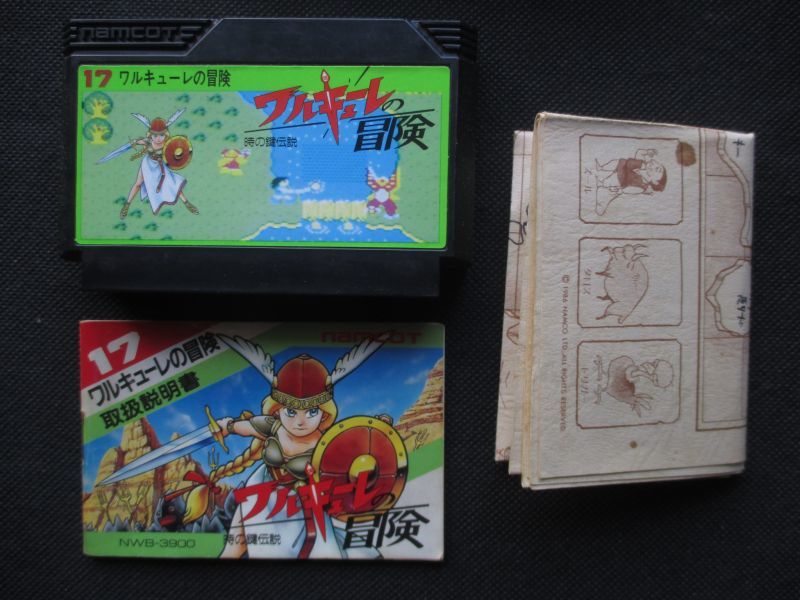 namcot
17 ワルキューレの冒険
ワルキューレの
冒険
時の鍵伝説
17
namcot
ワルキューレの冒険
取扱説明書
ワルキューレの
冒険
時の鍵伝説
NWB-3900
© 1986 NAMCO LTD., ALL RIGHTS RESERVED